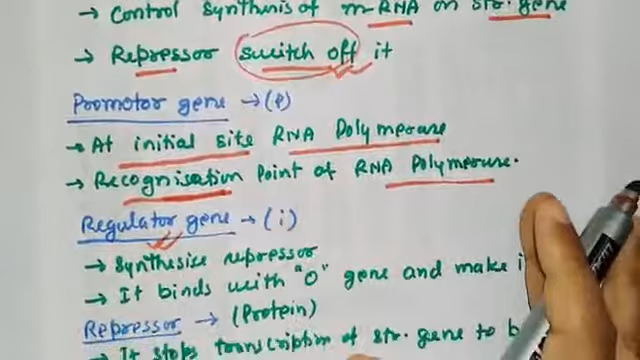 → Control synthesis of m-RNA on str. gene
→ Repressor switch off it
Promotor gene → (P)
→ At initial site RNA Polymerase
→ Recognisation Point of RNA Polymerase.
Regulator gene → (i)
→ Synthesize repressor
→ It binds with "O" gene and make
Repressor → (Protein)
→ It stops transcription of str. gene to